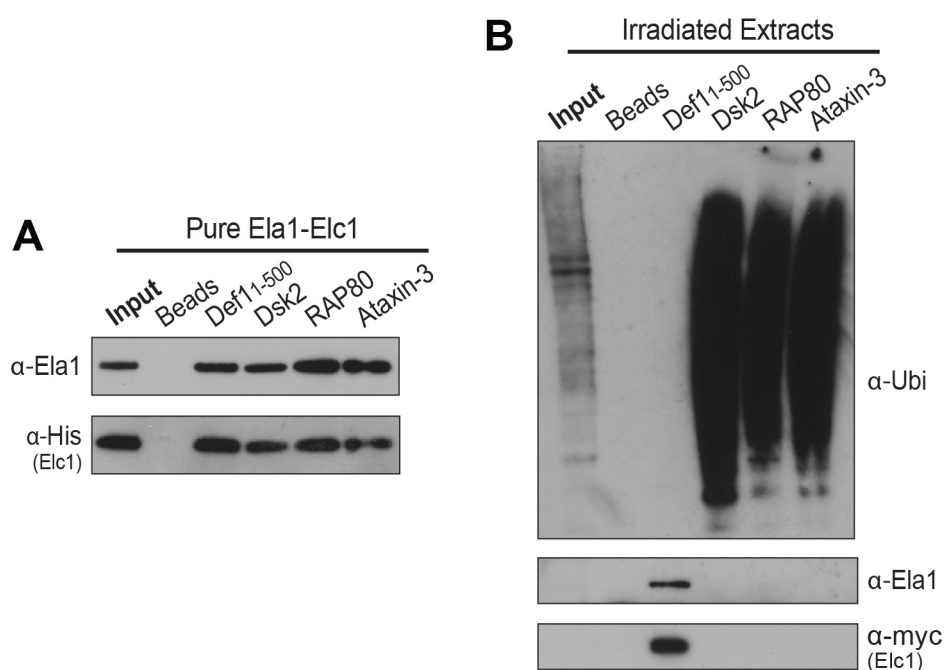 A
Pure Ela1-Elc1
Input
Beads
Def11-500
Dsk2
RAP80
Ataxin-3
α-Ela1
α-His
(Elc1)
B
Irradiated Extracts
Input
Beads
Def11-500
Dsk2
RAP80
Ataxin-3
α-Ubi
α-Ela1
α-myc
(Elc1)